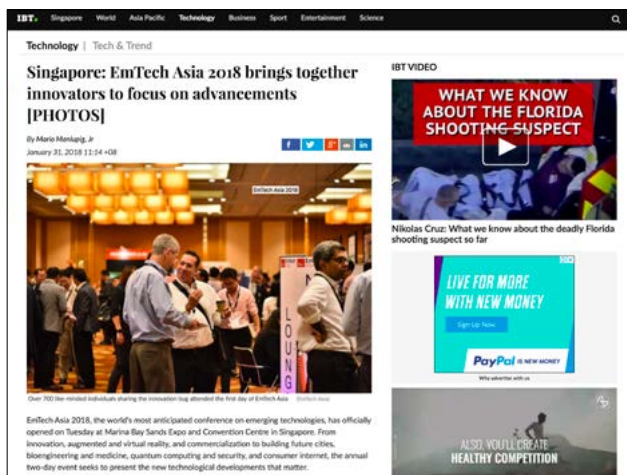 IBT. Singapore World Asia Pacific Technology Business Sport Entertainment Science
Technology | Tech & Trend
Singapore: EmTech Asia 2018 brings together
innovators to focus on advancements
[PHOTOS]
By Mario Manlupig, Jr
January 31, 2018 11:14 +08
EmTech Asia 2018
LOUNG
Over 700 like-minded individuals sharing the innovation bug attended the first day of EmTech Asia EmTech Asia
EmTech Asia 2018, the world's most anticipated conference on emerging technologies, has officially
opened on Tuesday at Marina Bay Sands Expo and Convention Centre in Singapore. From
innovation, augmented and virtual reality, and commercialization to building future cities,
bioengineering and medicine, quantum computing and security, and consumer internet, the annual
two-day event seeks to present the new technological developments that matter.
IBT VIDEO
WHAT WE KNOW
ABOUT THE FLORIDA
SHOOTING SUSPECT
Nikolas Cruz: What we know about the deadly Florida
shooting suspect so far
LIVE FOR MORE
WITH NEW MONEY
Sign Up Now
PayPal IS NEW MONEY
Why advertise with us
ALSO, YOU'LL CREATE
HEALTHY COMPETITION